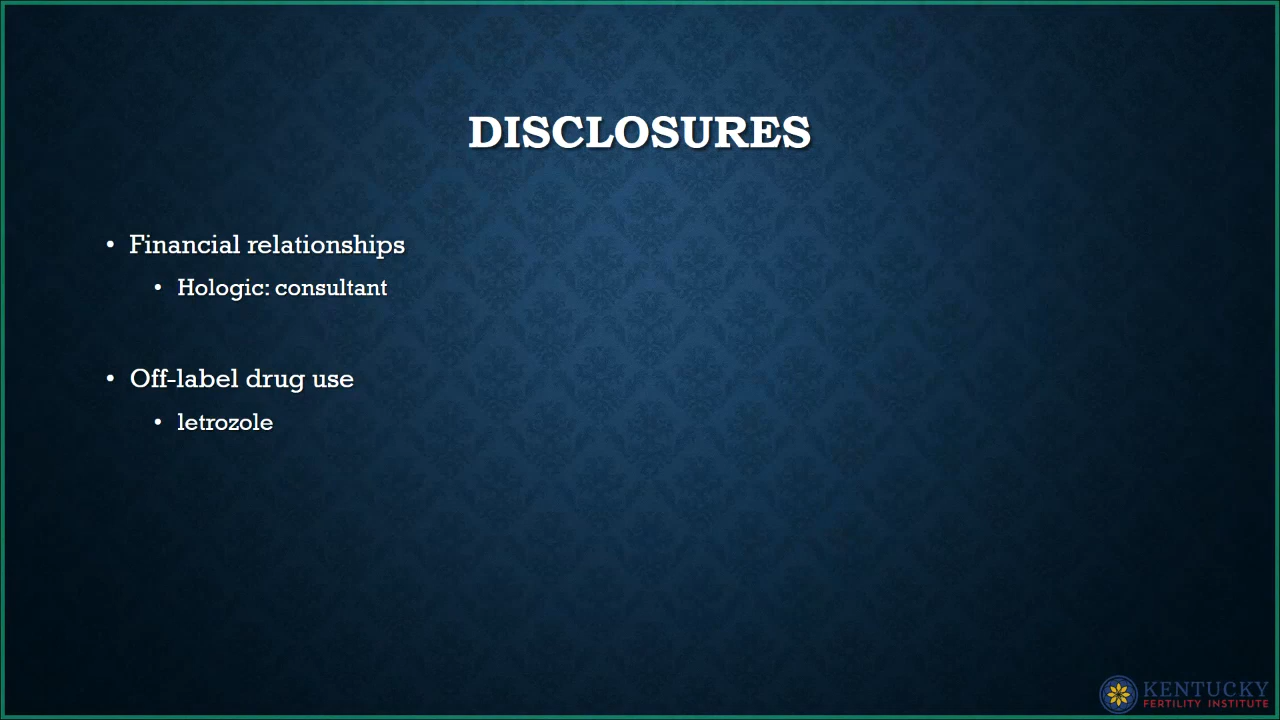 DISCLOSURES
• Financial relationships
• Hologic: consultant
• Off-label drug use
• letrozole
KENTUCKY
FERTILITY INSTITUTE